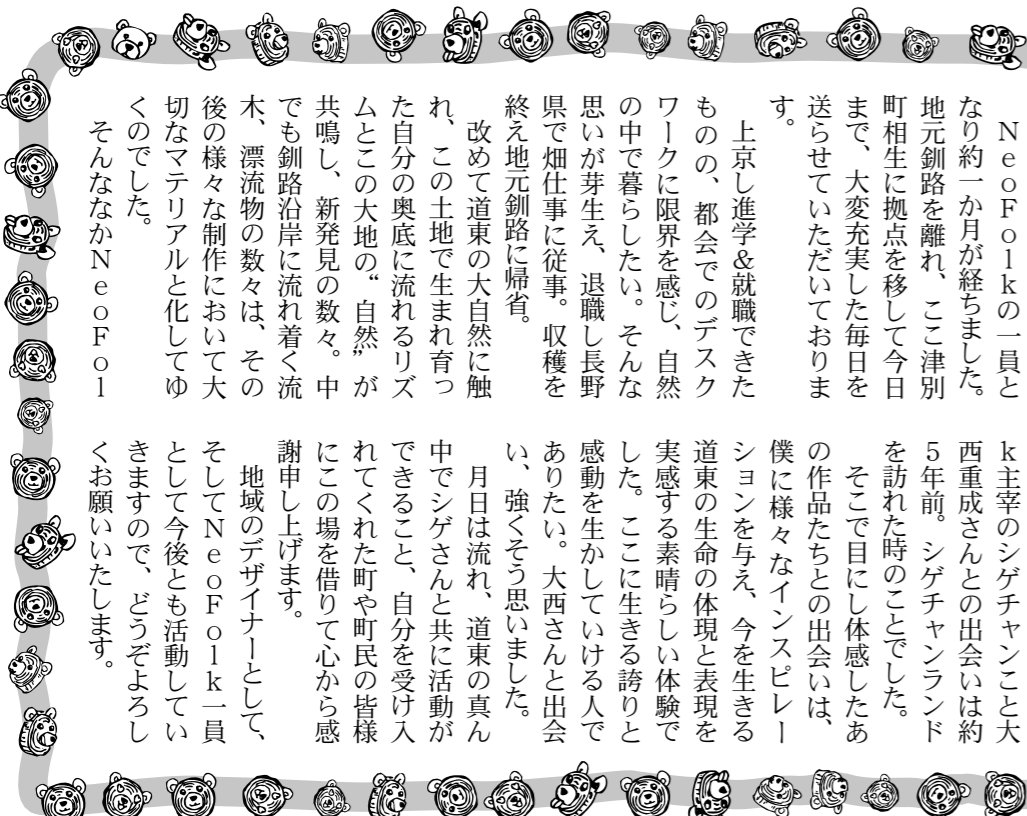 NeoFolkの一員と
なり約一か月が経ちました。
地元釧路を離れ、ここ津別
町相生に拠点を移して今日
まで、大変充実した毎日を
送らせていただいておりま
す。
上京し進学&就職できた
ものの、都会でのデスク
ワークに限界を感じ、自然
の中で暮らしたい。そんな
思いが芽生え、退職し長野
県で畑仕事に従事。収穫を
終え地元釧路に帰省。
改めて道東の大自然に触
れ、この土地で生まれ育っ
た自分の奥底に流れるリズ
ムとこの大地の“自然”が
共鳴し、新発見の数々。中
でも釧路沿岸に流れ着く流
木、漂流物の数々は、その
後の様々な制作において大
切なマテリアルと化してゆ
くのでした。
そんななかNeoFol
k主宰のシゲチャンこと大
西重成さんとの出会いは約
5年前。シゲチャンランド
を訪れた時のことでした。
そこで目にし体感したあ
の作品たちとの出会いは、
僕に様々なインスピレー
ションを与え、今を生きる
道東の生命の体現と表現を
実感する素晴らしい体験で
した。ここに生きる誇りと
感動を生かしていける人で
ありたい。大西さんと出会
い、強くそう思いました。
月日は流れ、道東の真ん
中でシゲさんと共に活動が
できること、自分を受け入
れてくれた町や町民の皆様
にこの場を借りて心から感
謝申し上げます。
地域のデザイナーとして、
そしてNeoFolk一員
として今後とも活動してい
きますので、どうぞよろし
くお願いいたします。